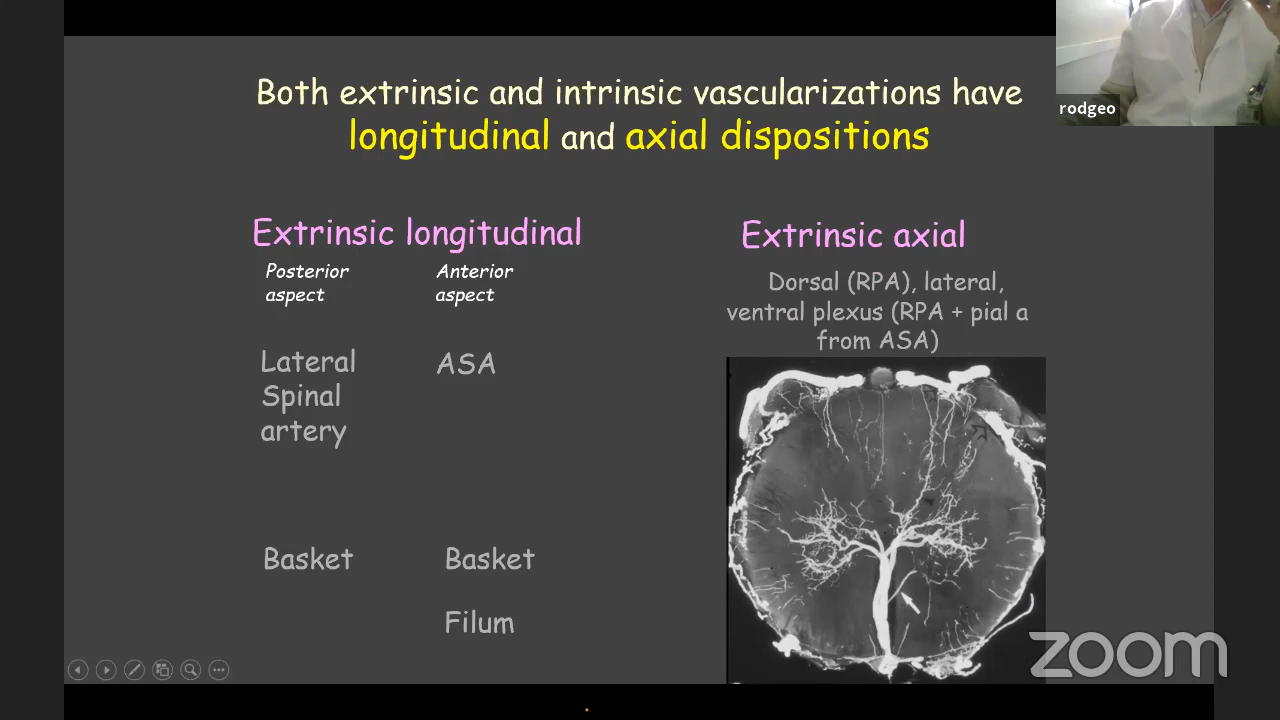 Both extrinsic and intrinsic vascularizations have
longitudinal and axial dispositions
rodgeo
Extrinsic longitudinal
Posterior
aspect
Anterior
aspect
Lateral
Spinal
artery
ASA
Basket
Basket
Filum
Extrinsic axial
Dorsal (RPA), lateral,
ventral plexus (RPA + pial a
from ASA)
zoom